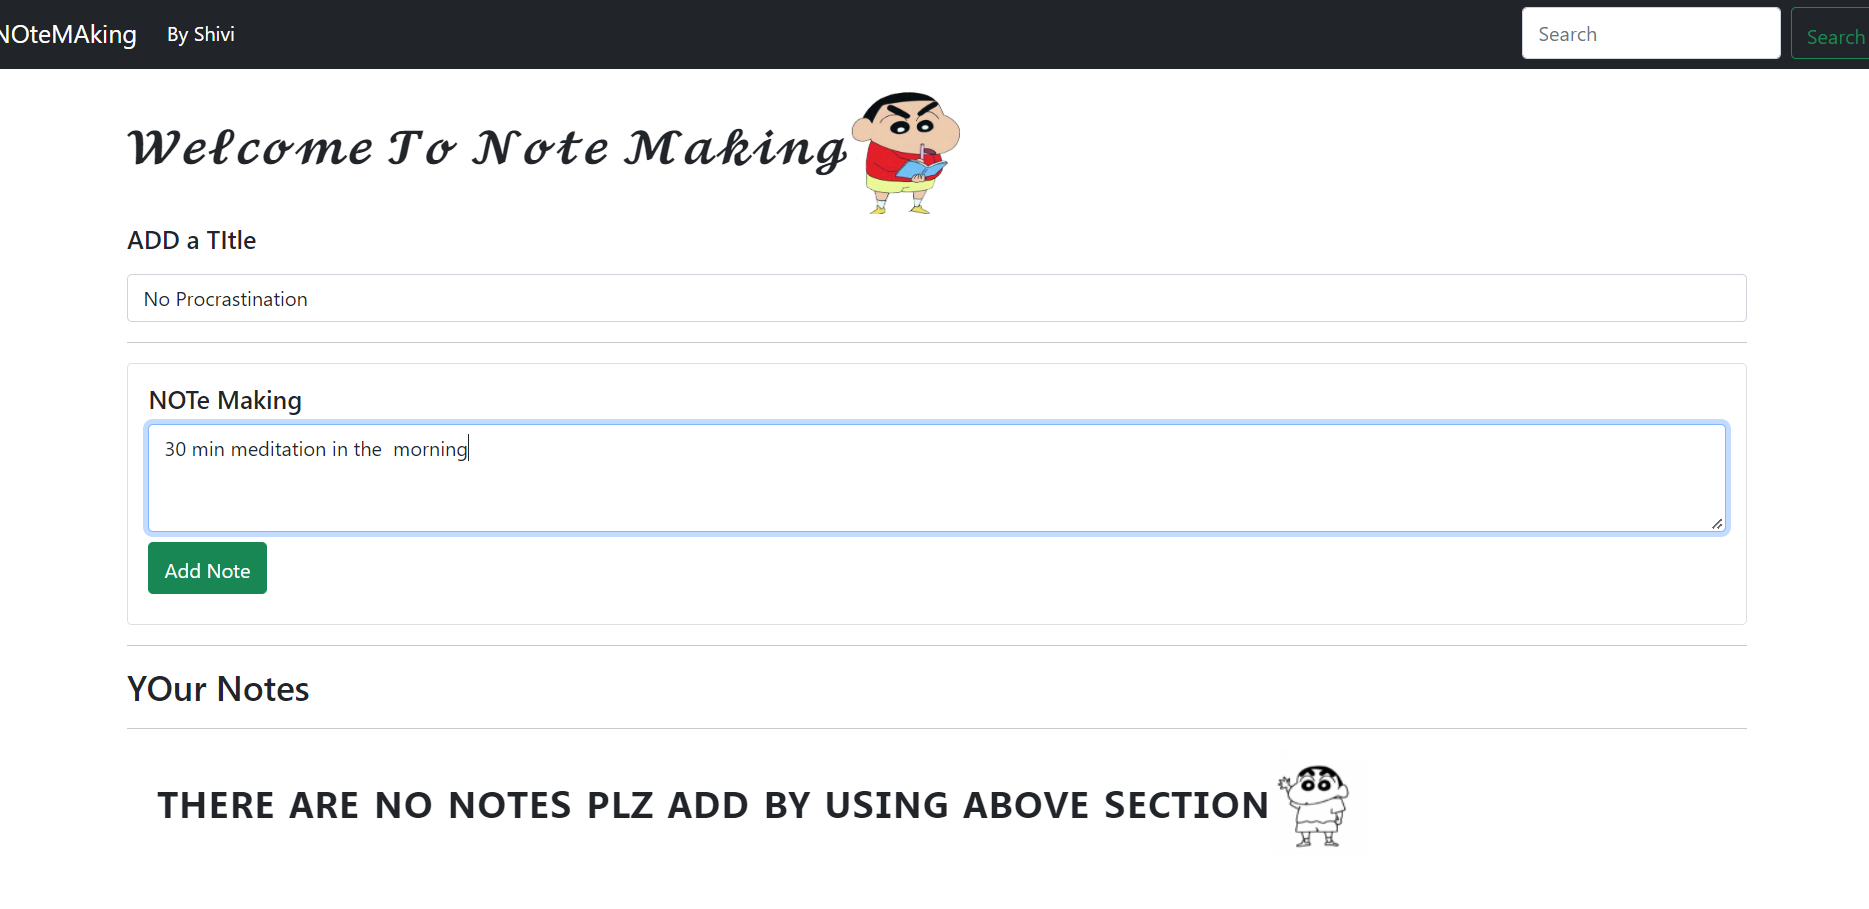 NOteMAking By Shivi Search Search
Welcome To Note Making
ADD a TItle
No Procrastination
NOTe Making
30 min meditation in the  morning
Add Note
YOur Notes
THERE ARE NO NOTES PLZ ADD BY USING ABOVE SECTION